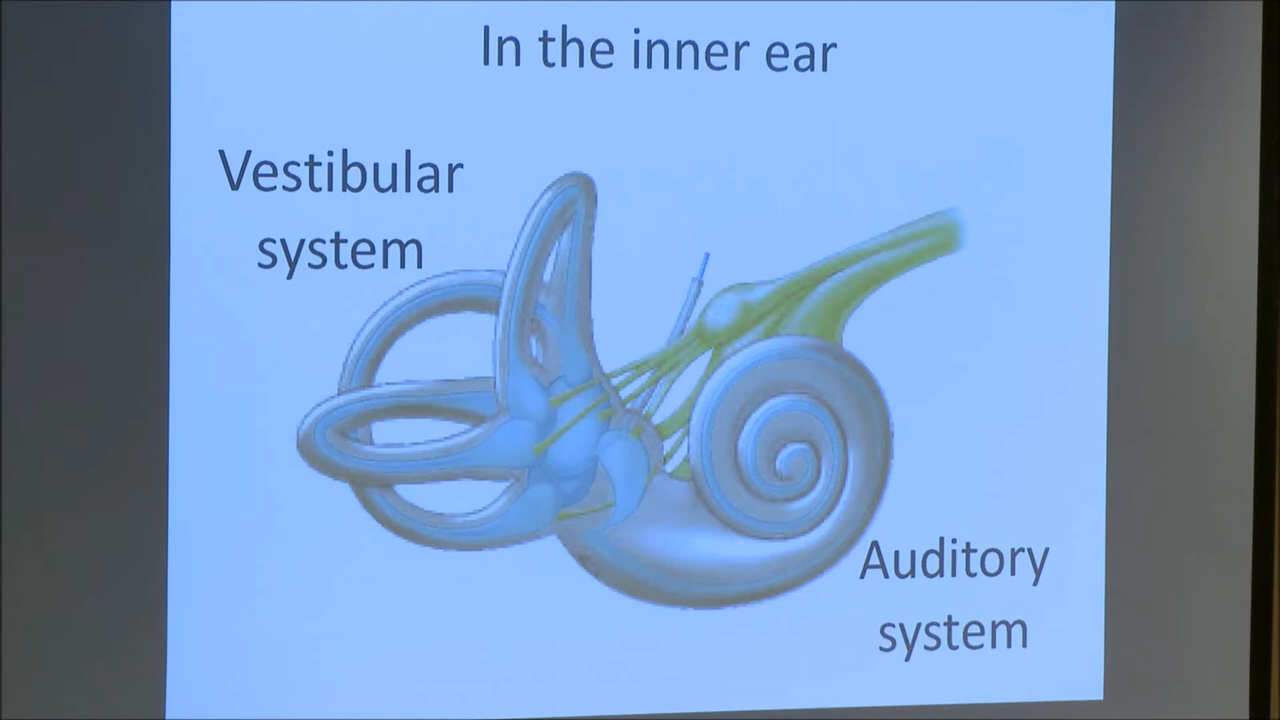 In the inner ear
Vestibular
system
Auditory
system